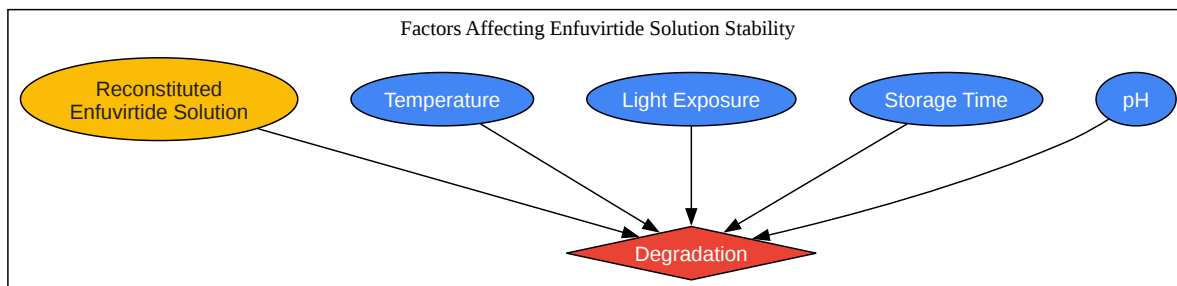 Factors Affecting Enfuvirtide Solution Stability
Reconstituted
Enfuvirtide Solution
Temperature
Light Exposure
Storage Time
pH
Degradation